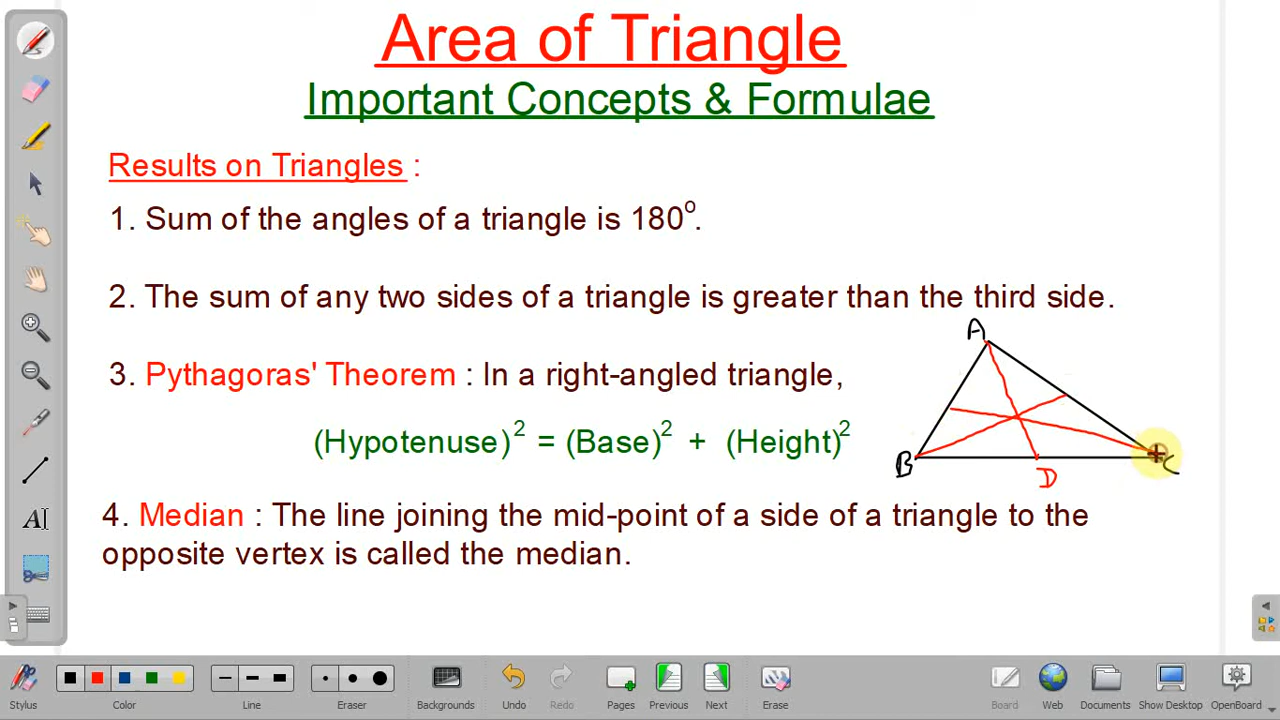 Area of Triangle
Important Concepts & Formulae
Results on Triangles :
1. Sum of the angles of a triangle is 180°.
2. The sum of any two sides of a triangle is greater than the third side.
A
3. Pythagoras' Theorem : In a right-angled triangle,
(Hypotenuse)² = (Base)² + (Height)²
B D C
4. Median : The line joining the mid-point of a side of a triangle to the
opposite vertex is called the median.
Stylus Color Line Eraser Backgrounds Undo Redo Pages Previous Next Erase Board Web Documents Show Desktop OpenBoard